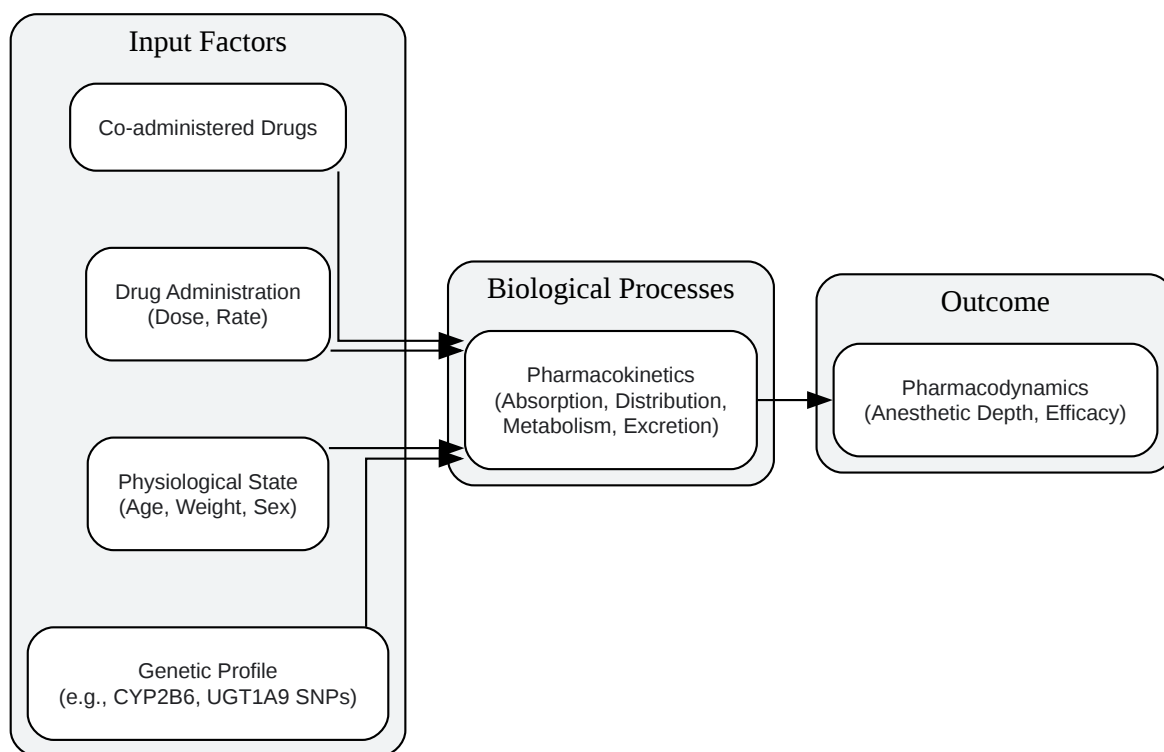 Input Factors
Co-administered Drugs
Drug Administration
(Dose, Rate)
Physiological State
(Age, Weight, Sex)
Genetic Profile
(e.g., CYP2B6, UGT1A9 SNPs)
Biological Processes
Pharmacokinetics
(Absorption, Distribution,
Metabolism, Excretion)
Outcome
Pharmacodynamics
(Anesthetic Depth, Efficacy)